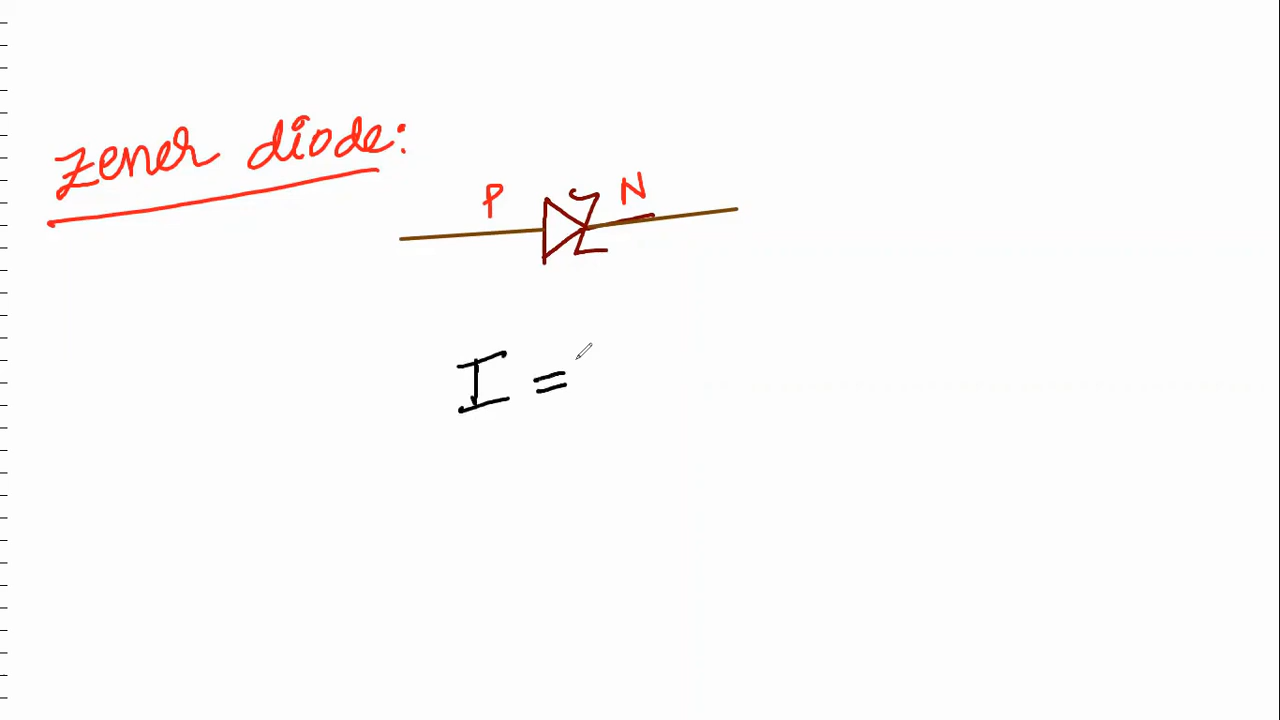 Zener diode:
P N
I =